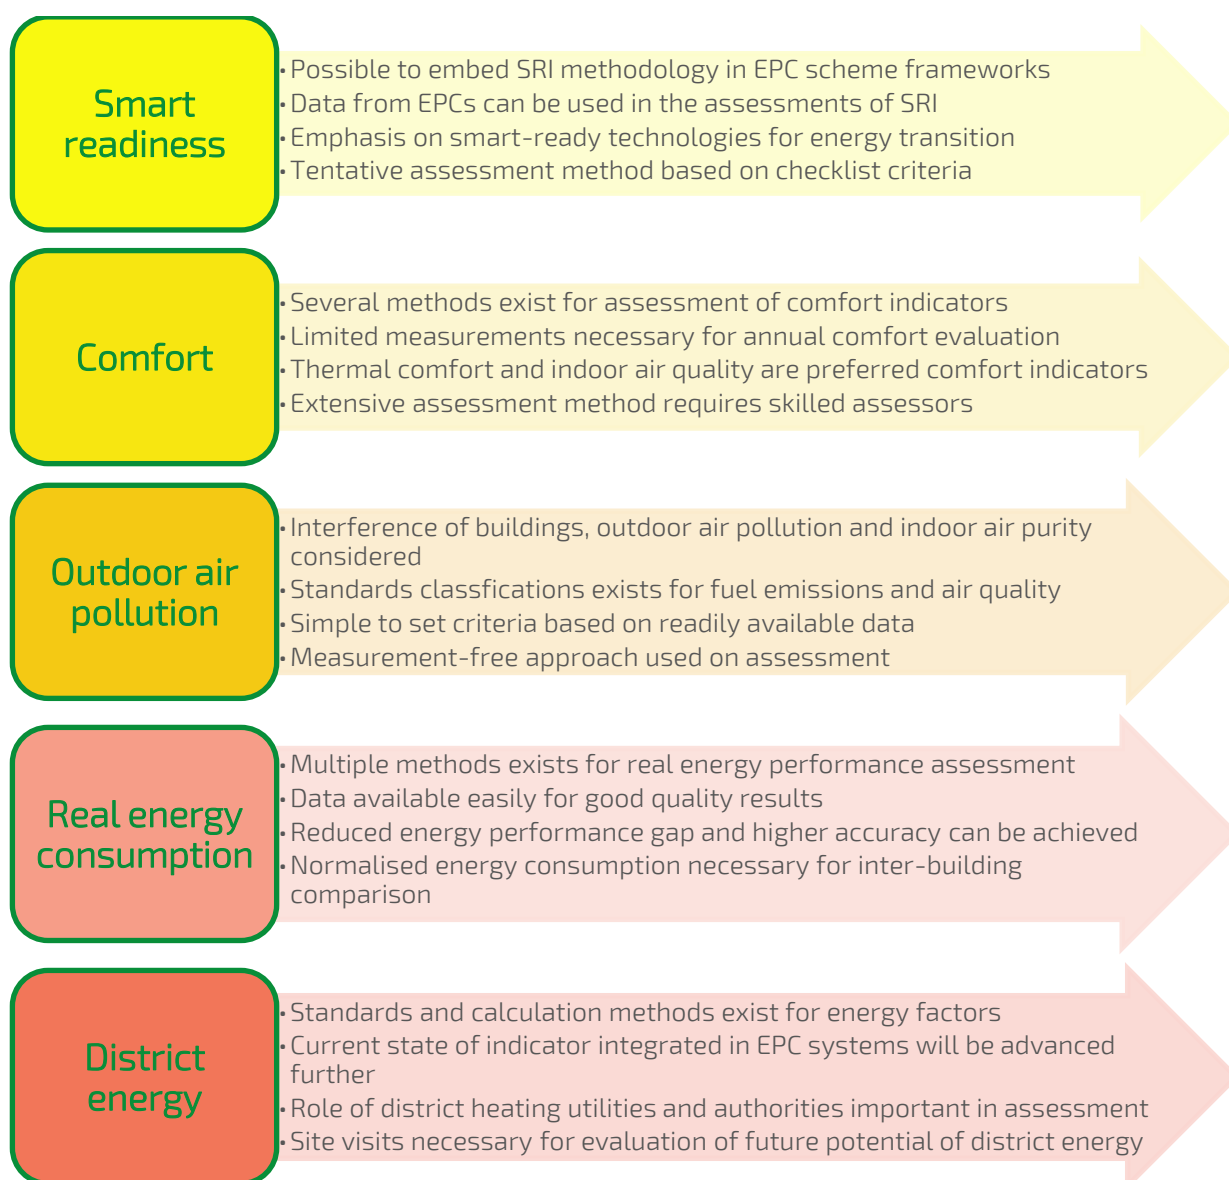 Smart
readiness
• Possible to embed SRI methodology in EPC scheme frameworks
• Data from EPCs can be used in the assessments of SRI
• Emphasis on smart-ready technologies for energy transition
• Tentative assessment method based on checklist criteria
Comfort
• Several methods exist for assessment of comfort indicators
• Limited measurements necessary for annual comfort evaluation
• Thermal comfort and indoor air quality are preferred comfort indicators
• Extensive assessment method requires skilled assessors
Outdoor air
pollution
• Interference of buildings, outdoor air pollution and indoor air purity
considered
• Standards classfications exists for fuel emissions and air quality
• Simple to set criteria based on readily available data
• Measurement-free approach used on assessment
Real energy
consumption
• Multiple methods exists for real energy performance assessment
• Data available easily for good quality results
• Reduced energy performance gap and higher accuracy can be achieved
• Normalised energy consumption necessary for inter-building
comparison
District
energy
• Standards and calculation methods exist for energy factors
• Current state of indicator integrated in EPC systems will be advanced
further
• Role of district heating utilities and authorities important in assessment
• Site visits necessary for evaluation of future potential of district energy